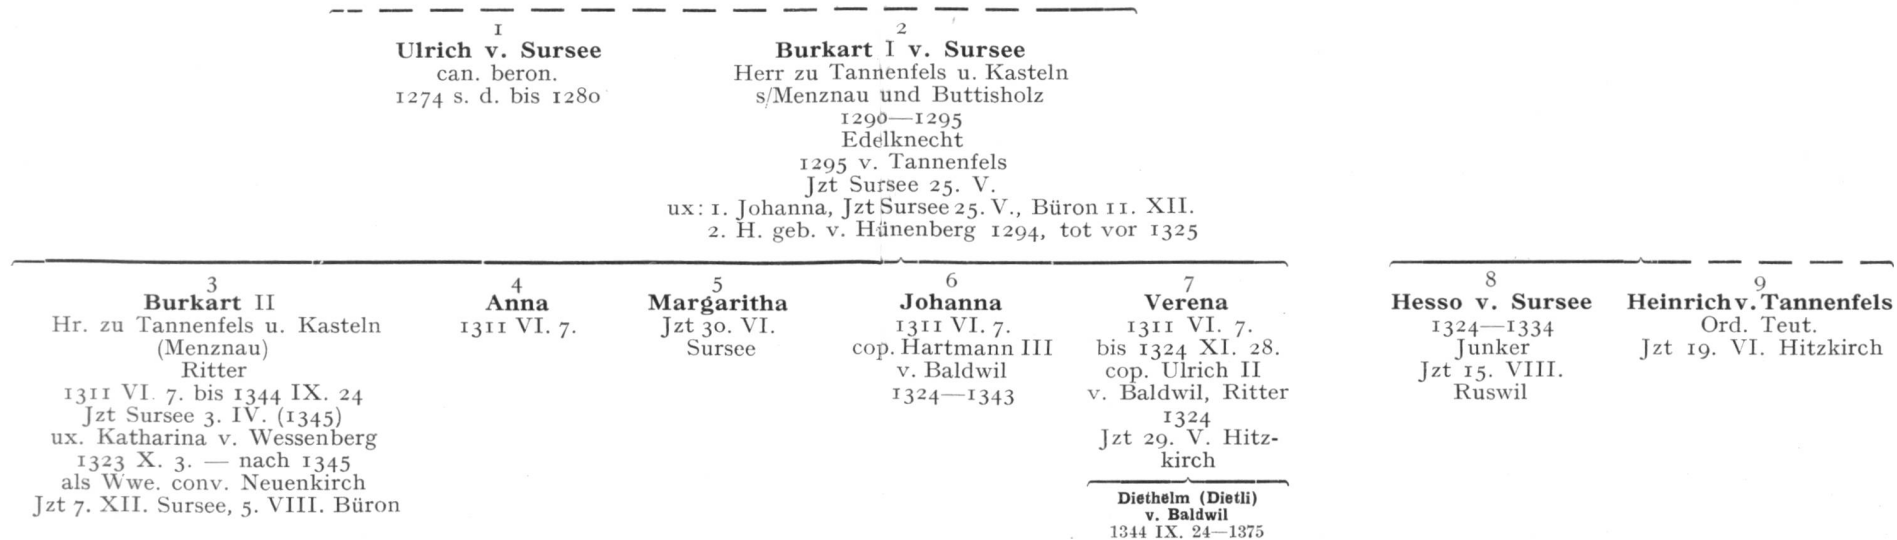 1
Ulrich v. Sursee
can. beron.
1274 s. d. bis 1280
2
Burkart I v. Sursee
Herr zu Tannenfels u. Kasteln
s/Menznau und Buttisholz
1290—1295
Edelknecht
1295 v. Tannenfels
Jzt Sursee 25. V.
ux: 1. Johanna, Jzt Sursee 25. V., Büron 11. XII.
2. H. geb. v. Hünenberg 1294, tot vor 1325
3
Burkart II
Hr. zu Tannenfels u. Kasteln
(Menznau)
Ritter
1311 VI. 7. bis 1344 IX. 24
Jzt Sursee 3. IV. (1345)
ux. Katharina v. Wessenberg
1323 X. 3. — nach 1345
als Wwe. conv. Neuenkirch
Jzt 7. XII. Sursee, 5. VIII. Büron
4
Anna
1311 VI. 7.
5
Margaritha
Jzt 30. VI.
Sursee
6
Johanna
1311 VI. 7.
cop. Hartmann III
v. Baldwil
1324—1343
7
Verena
1311 VI. 7.
bis 1324 XI. 28.
cop. Ulrich II
v. Baldwil, Ritter
1324
Jzt 29. V. Hitz-
kirch
Diethelm (Dietli)
v. Baldwil
1344 IX. 24—1375
8
Hesso v. Sursee
1324—1334
Junker
Jzt 15. VIII.
Ruswil
9
Heinrich v. Tannenfels
Ord. Teut.
Jzt 19. VI. Hitzkirch